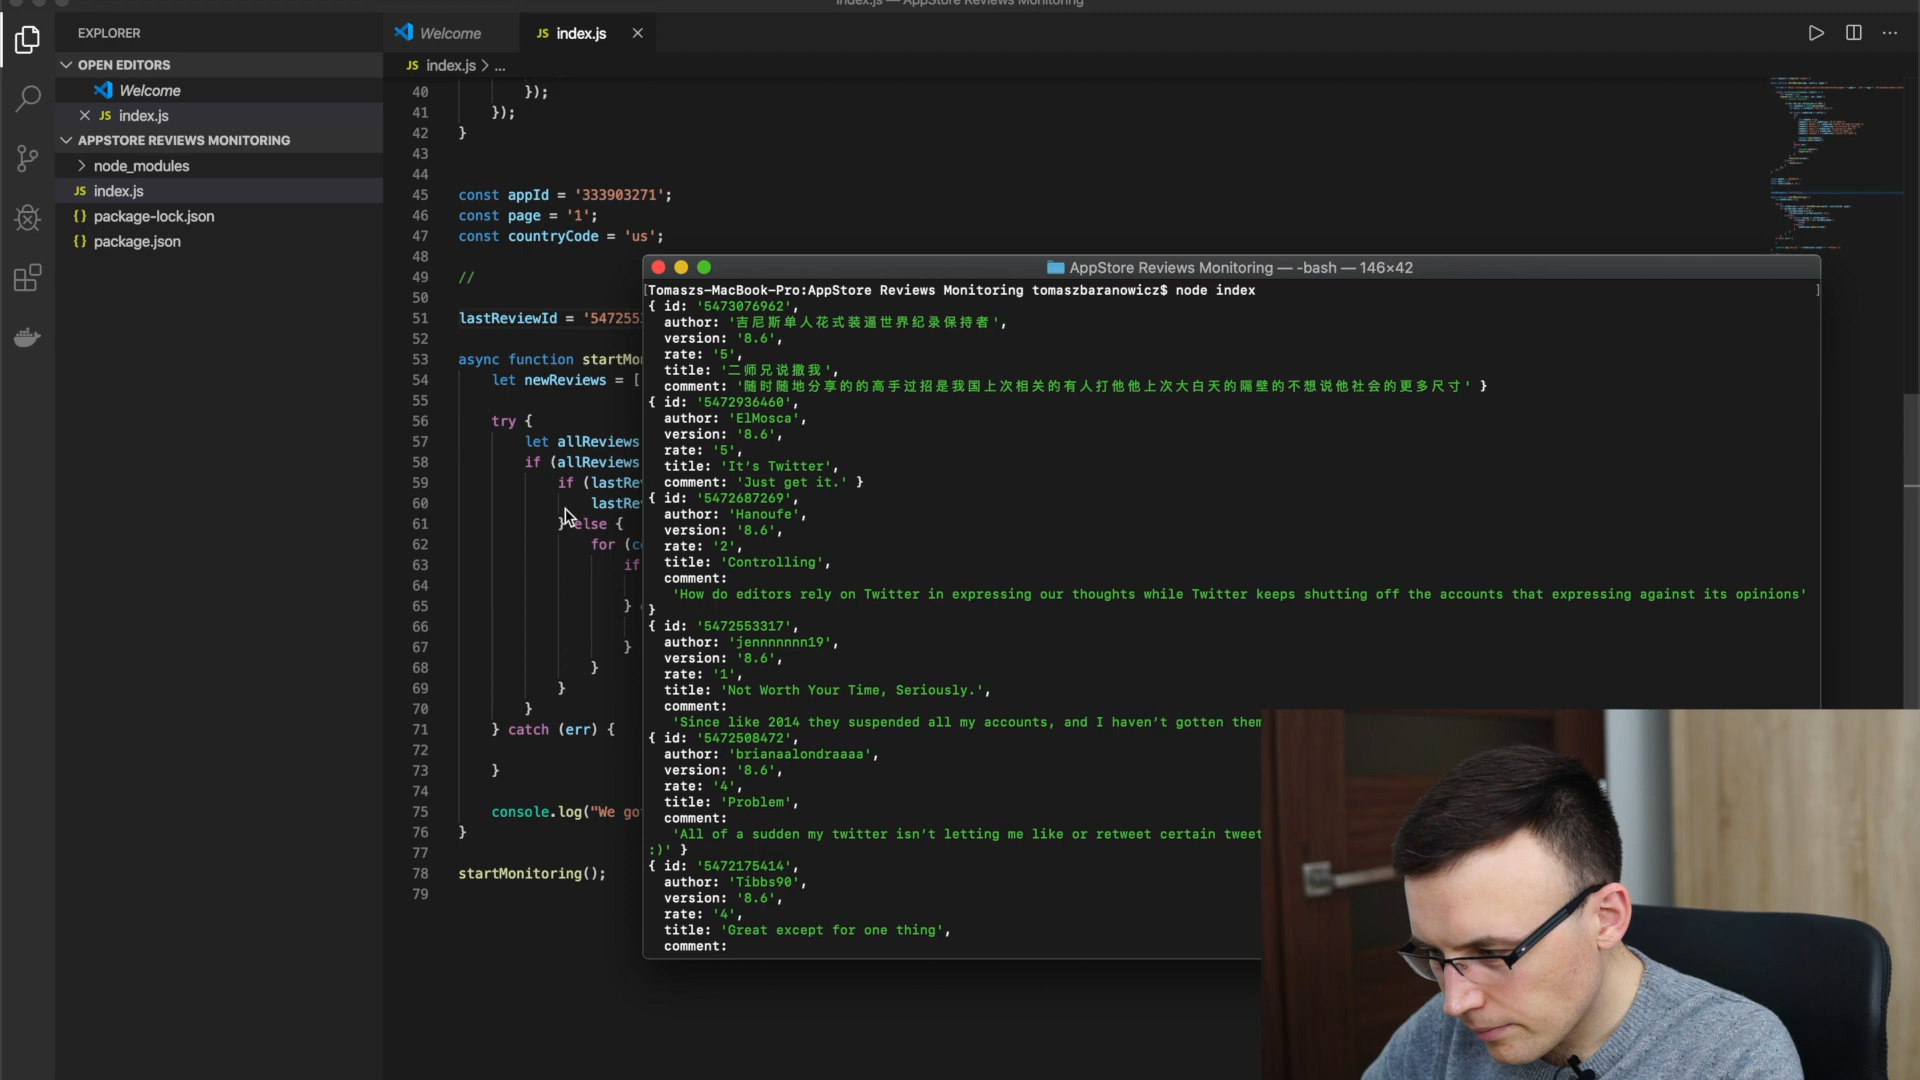 index.js — AppStore Reviews Monitoring
EXPLORER
OPEN EDITORS
Welcome
JS index.js
APPSTORE REVIEWS MONITORING
node_modules
JS index.js
{} package-lock.json
{} package.json
Welcome
JS index.js
JS index.js > ...
40 });
41 });
42 }
43
44
45 const appId = '333903271';
46 const page = '1';
47 const countryCode = 'us';
48
49 //
50
51 lastReviewId = '547255
52
53 async function startMo
54 let newReviews = [
55
56 try {
57 let allReviews
58 if (allReviews
59 if (lastRe
60 lastRe
61 } else {
62 for (c
63 if
64
65 }
66
67 }
68 }
69 }
70 }
71 } catch (err) {
72
73 }
74
75 console.log("We go
76 }
77
78 startMonitoring();
79
AppStore Reviews Monitoring — -bash — 146×42
[Tomaszs-MacBook-Pro:AppStore Reviews Monitoring tomaszbaranowicz$ node index ]
{ id: '5473076962',
author: '吉尼斯单人花式装逼世界纪录保持者',
version: '8.6',
rate: '5',
title: '二师兄说撒我',
comment: '随时随地分享的的高手过招是我国上次相关的有人打他他上次大白天的隔壁的不想说他社会的更多尺寸' }
{ id: '5472936460',
author: 'ElMosca',
version: '8.6',
rate: '5',
title: 'It’s Twitter',
comment: 'Just get it.' }
{ id: '5472687269',
author: 'Hanoufe',
version: '8.6',
rate: '2',
title: 'Controlling',
comment:
'How do editors rely on Twitter in expressing our thoughts while Twitter keeps shutting off the accounts that expressing against its opinions'
}
{ id: '5472553317',
author: 'jennnnnnn19',
version: '8.6',
rate: '1',
title: 'Not Worth Your Time, Seriously.',
comment:
'Since like 2014 they suspended all my accounts, and I haven’t gotten them
{ id: '5472508472',
author: 'brianaalondraaaa',
version: '8.6',
rate: '4',
title: 'Problem',
comment:
'All of a sudden my twitter isn’t letting me like or retweet certain tweet
:)' }
{ id: '5472175414',
author: 'Tibbs90',
version: '8.6',
rate: '4',
title: 'Great except for one thing',
comment: